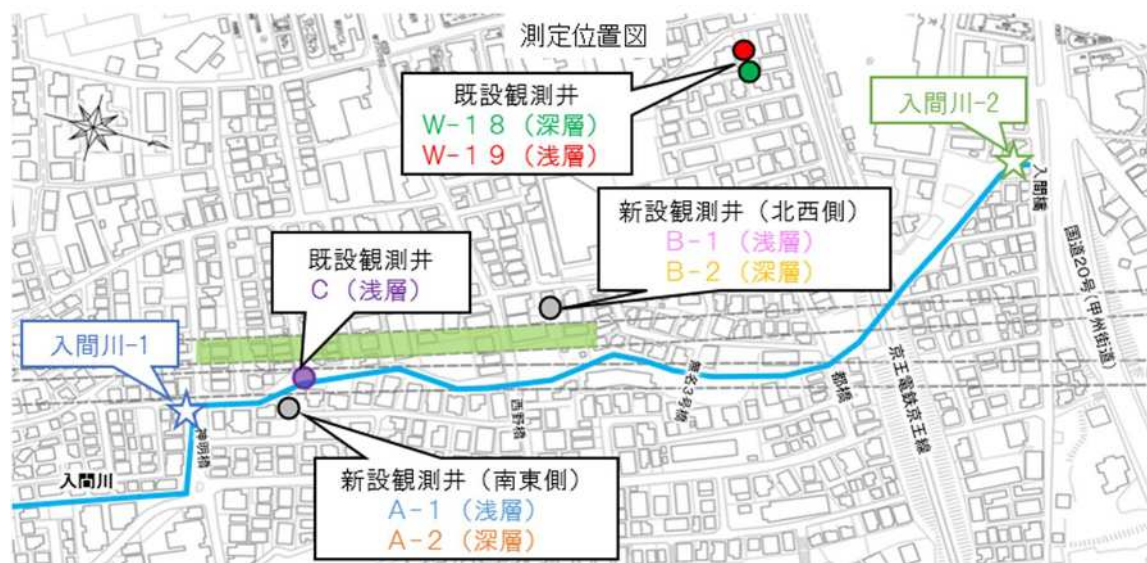 測定位置図
既設観測井
W-18（深層）
W-19（浅層）
入間川-2
入間橋
新設観測井（北西側）
B-1（浅層）
B-2（深層）
国道20号（甲州街道）
既設観測井
C（浅層）
入間川-1
京王電鉄京王線
都橋
無名3号橋
西野橋
神明橋
入間川
新設観測井（南東側）
A-1（浅層）
A-2（深層）